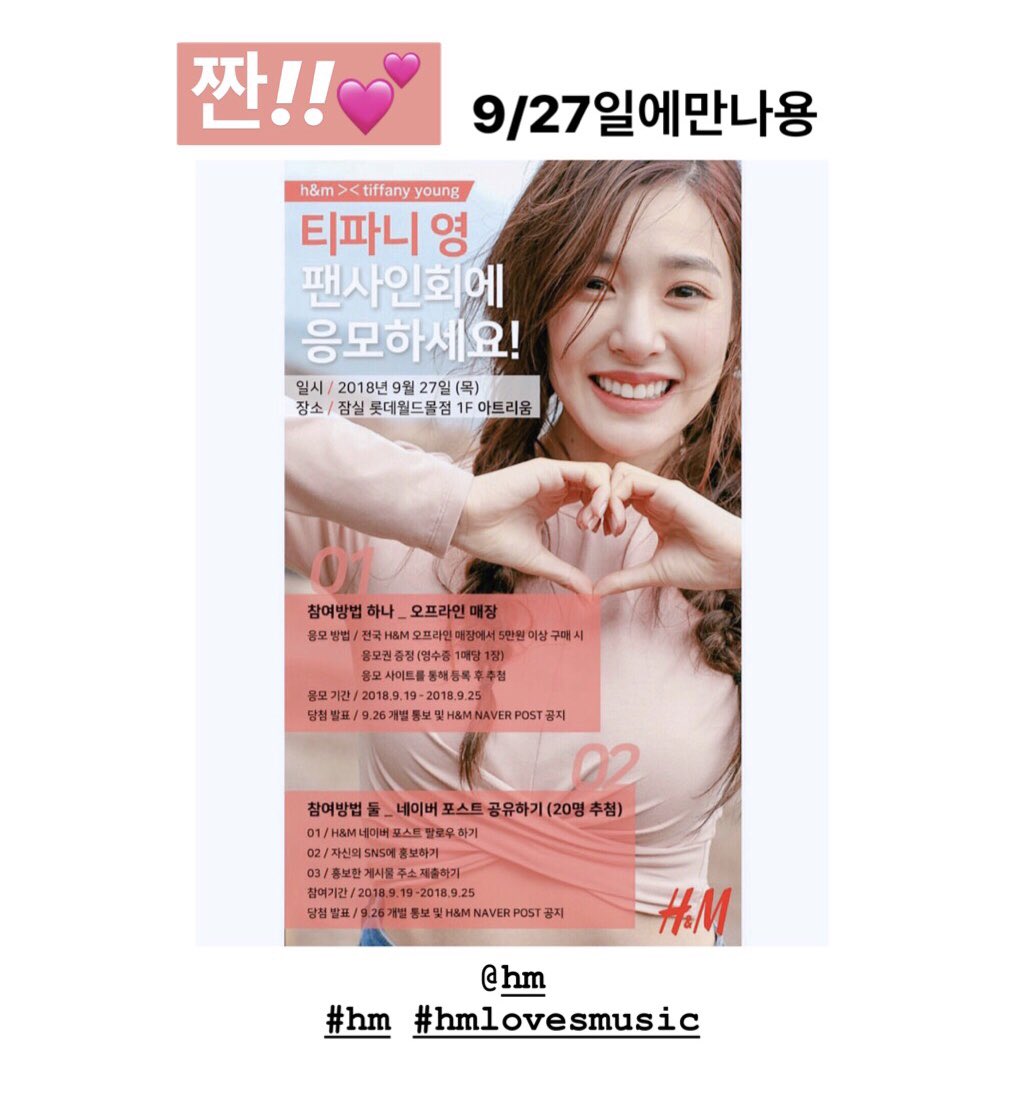 짠!!💕
9/27일에만나용
h&m >< tiffany young
티파니 영
팬사인회에
응모하세요!
일시 / 2018년 9월 27일 (목)
장소 / 잠실 롯데월드몰점 1F 아트리움
01
참여방법 하나 _ 오프라인 매장
응모 방법 / 전국 H&M 오프라인 매장에서 5만원 이상 구매 시
응모권 증정 (영수증 1매당 1장)
응모 사이트를 통해 등록 후 추첨
응모 기간 / 2018.9.19 - 2018.9.25
당첨 발표 / 9.26 개별 통보 및 H&M NAVER POST 공지
02
참여방법 둘 _ 네이버 포스트 공유하기 (20명 추첨)
01 / H&M 네이버 포스트 팔로우 하기
02 / 자신의 SNS에 홍보하기
03 / 홍보한 게시물 주소 제출하기
참여기간 / 2018.9.19 -2018.9.25
당첨 발표 / 9.26 개별 통보 및 H&M NAVER POST 공지
H&M
@hm
#hm #hmlovesmusic